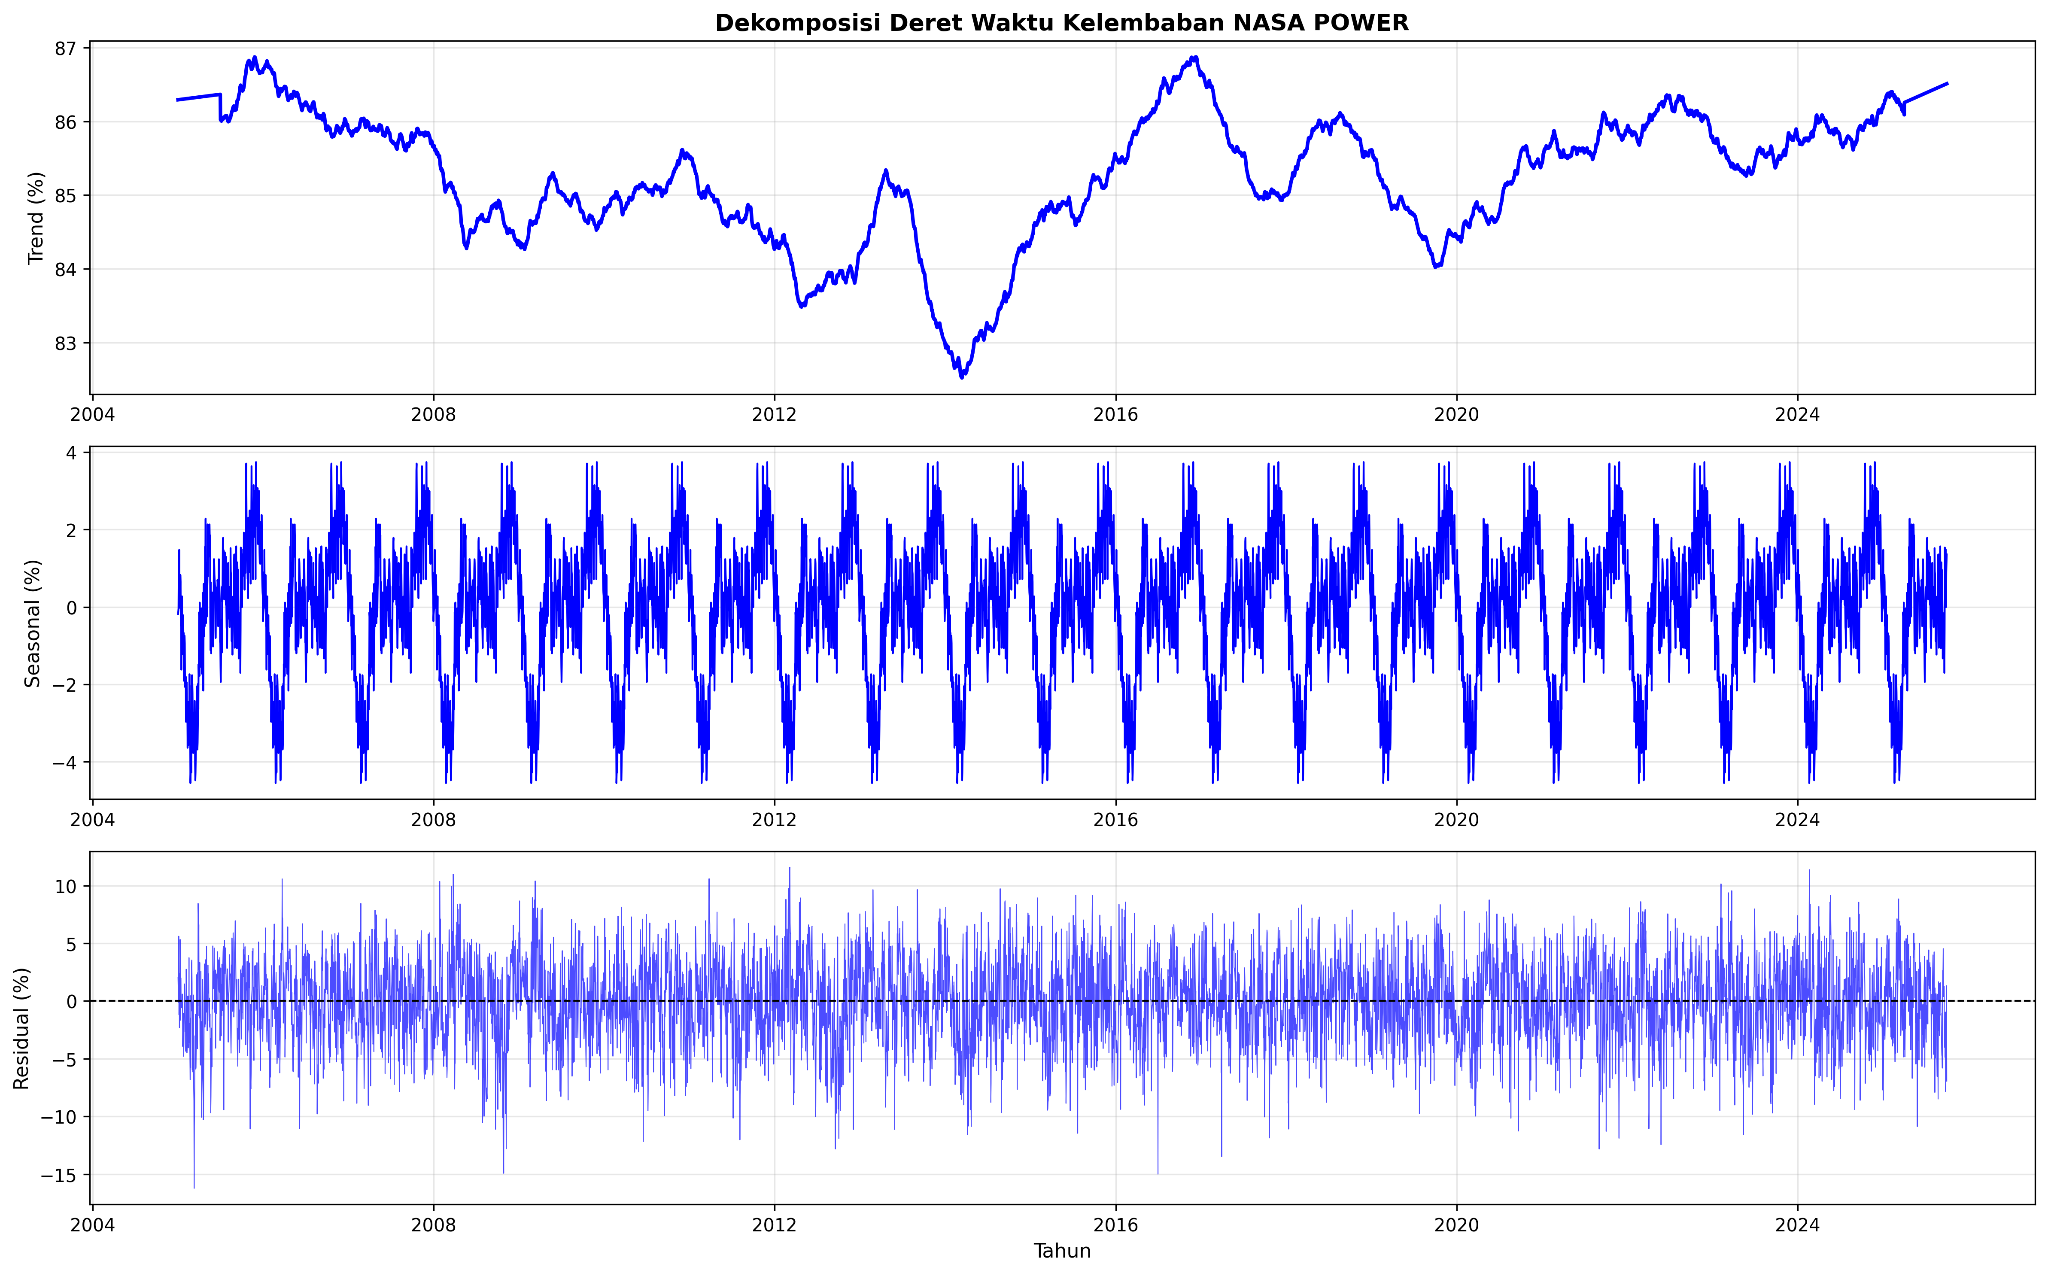 Dekomposisi Deret Waktu Kelembaban NASA POWER
Trend (%)
87
86
85
84
83
2004 2008 2012 2016 2020 2024
Seasonal (%)
4
2
0
−2
−4
2004 2008 2012 2016 2020 2024
Residual (%)
10
5
0
−5
−10
−15
2004 2008 2012 2016 2020 2024
Tahun